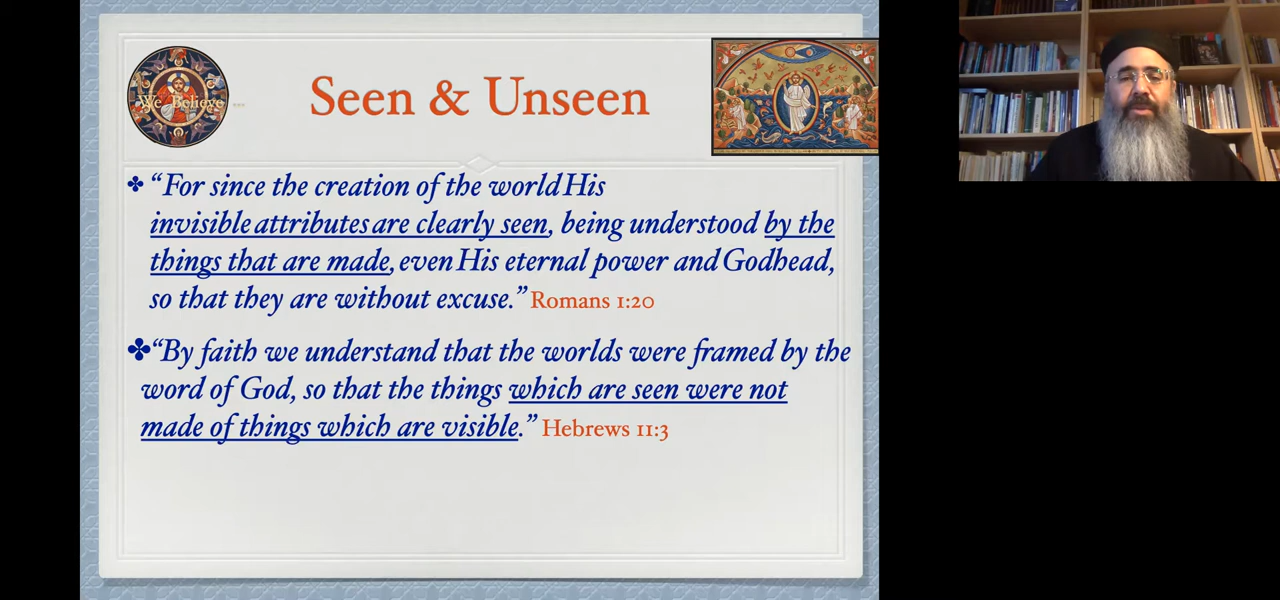 We Believe ...
Seen & Unseen
“For since the creation of the world His
invisible attributes are clearly seen, being understood by the
things that are made, even His eternal power and Godhead,
so that they are without excuse.” Romans 1:20
“By faith we understand that the worlds were framed by the
word of God, so that the things which are seen were not
made of things which are visible.” Hebrews 11:3